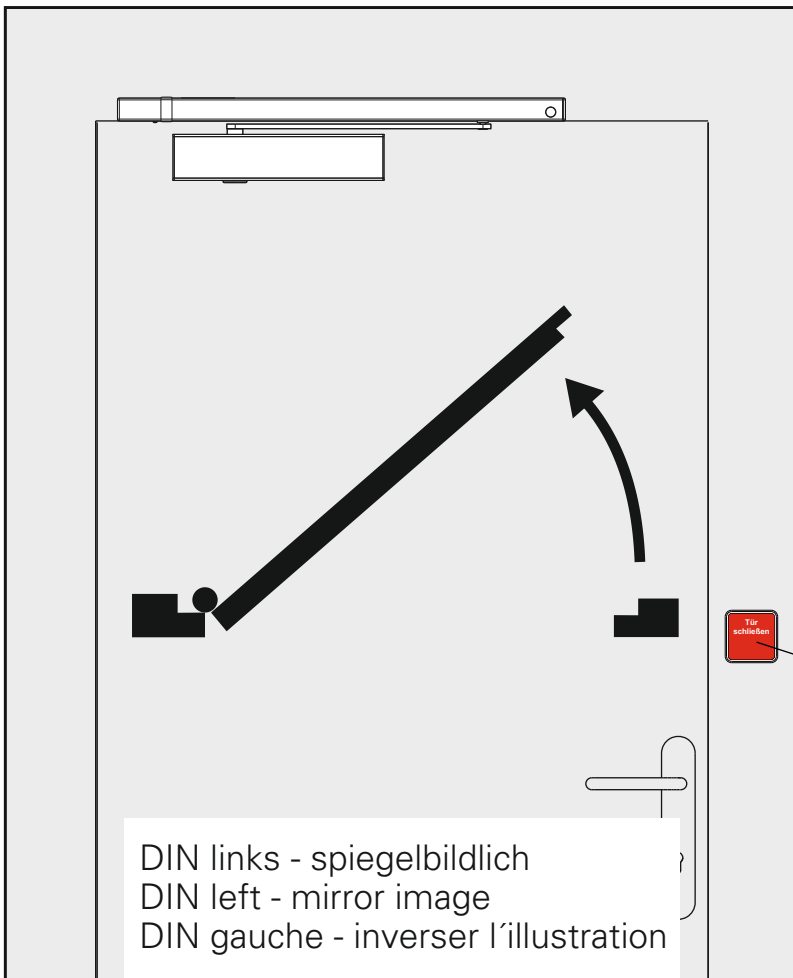 Tür
schließen
DIN links - spiegelbildlich
DIN left - mirror image
DIN gauche - inverser l´illustration